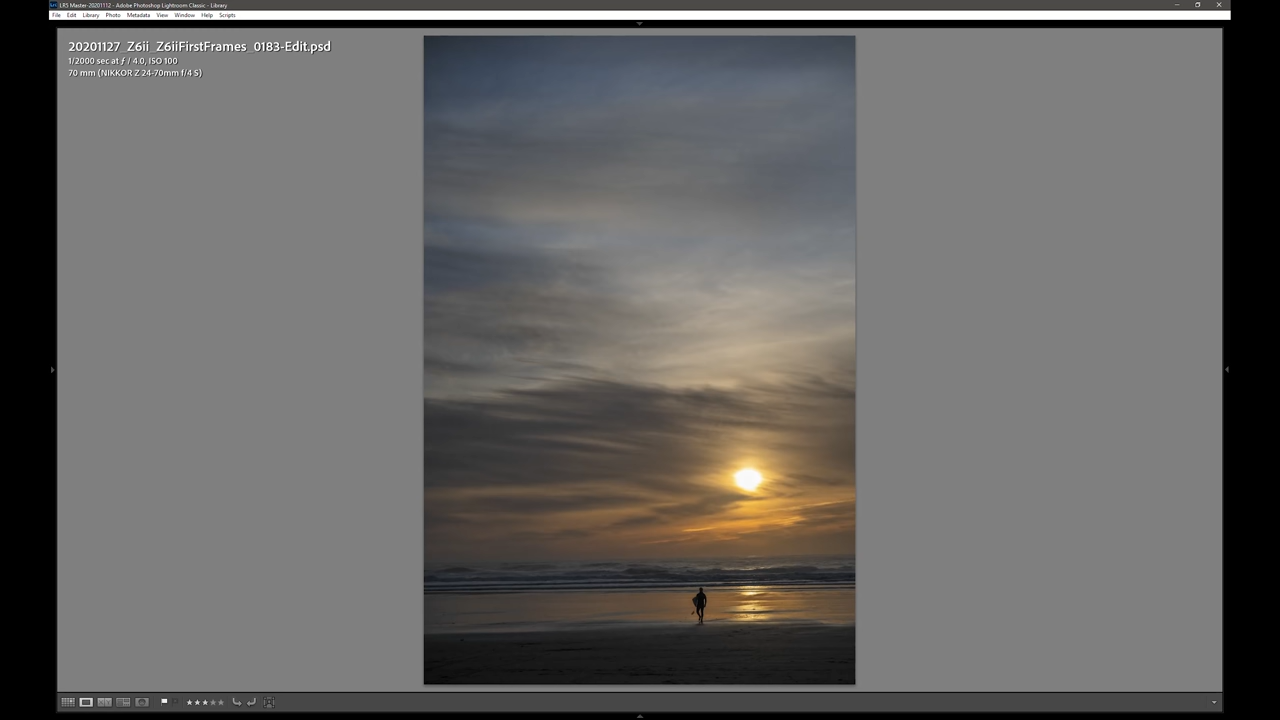 LRS Master-20201112 - Adobe Photoshop Lightroom Classic - Library
File Edit Library Photo Metadata View Window Help Scripts
20201127_Z6ii_Z6iiFirstFrames_0183-Edit.psd
1/2000 sec at ƒ / 4.0, ISO 100
70 mm (NIKKOR Z 24-70mm f/4 S)